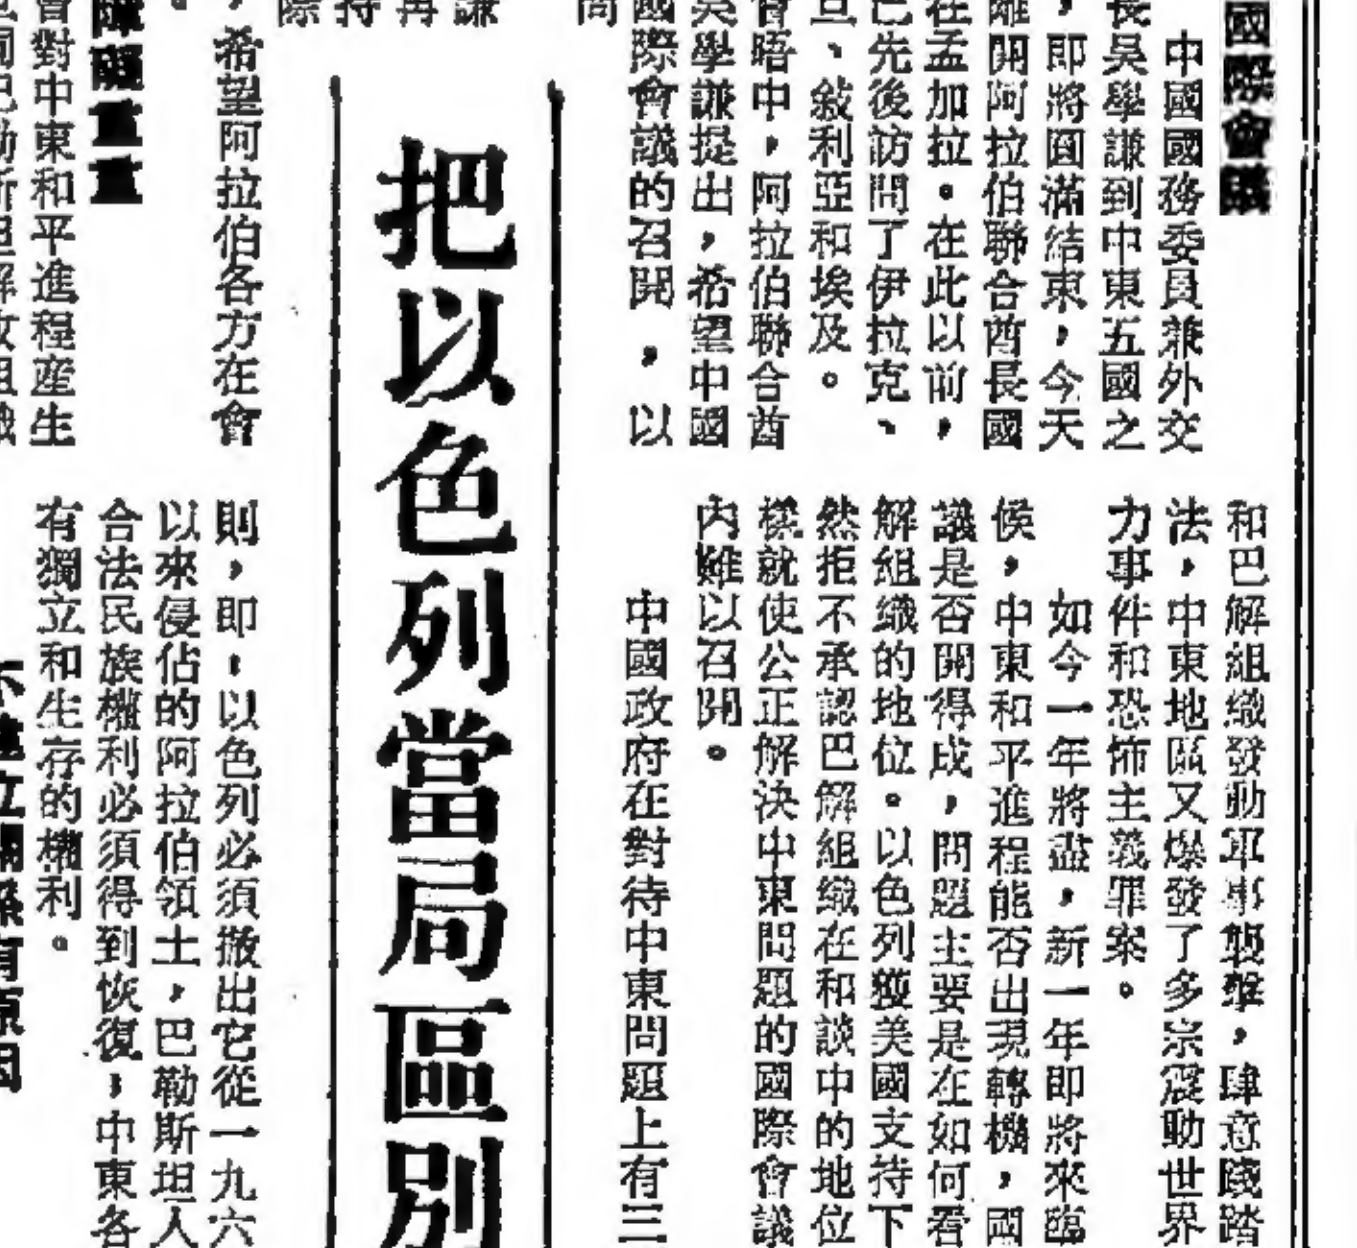 國際會議
中國國務委員兼外交
長吳學謙到中東五國之
，即將圓滿結束，今天
離開阿拉伯聯合酋長國
在孟加拉。在此以前，
巴先後訪問了伊拉克、
旦、敍利亞和埃及。
會晤中，阿拉伯聯合酋
吳學謙提出，希望中國
國際會議的召開，以
問
謙
再
持
際
，希望阿拉伯各方在會
。
障礙重重
會對中東和平進程産生
和巴解組織發動軍事襲擊，肆意踐踏
法，中東地區又爆發了多宗震動世界
力事件和恐怖主義罪案。
如今一年將盡，新一年即將來臨
候，中東和平進程能否出現轉機，國
議是否開得成，問題主要是在如何看
解組織的地位。以色列獲美國支持下
然拒不承認巴解組織在和談中的地位
樣就使公正解決中東問題的國際會議
內難以召開。
中國政府在對待中東問題上有三
把以色列當局區別
則，即：以色列必須撤出它從一九六
以來侵佔的阿拉伯領土，巴勒斯坦人
合法民族權利必須得到恢復；中東各
有獨立和生存的權利。